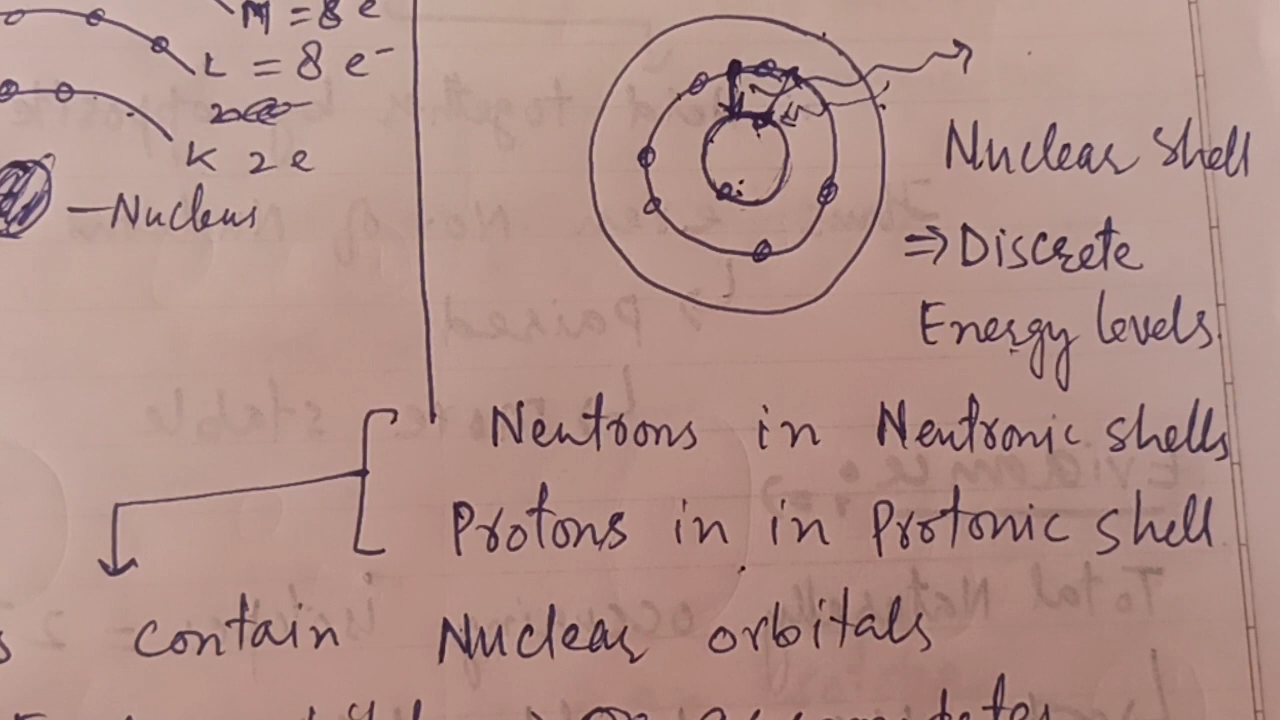 M = 8 e
L = 8 e⁻
K 2 e
—Nucleus
Nuclear Shell
⇒ Discrete
Energy levels.
Neutrons in Neutronic shells
Protons in in Protonic shell
contain Nuclear orbitals